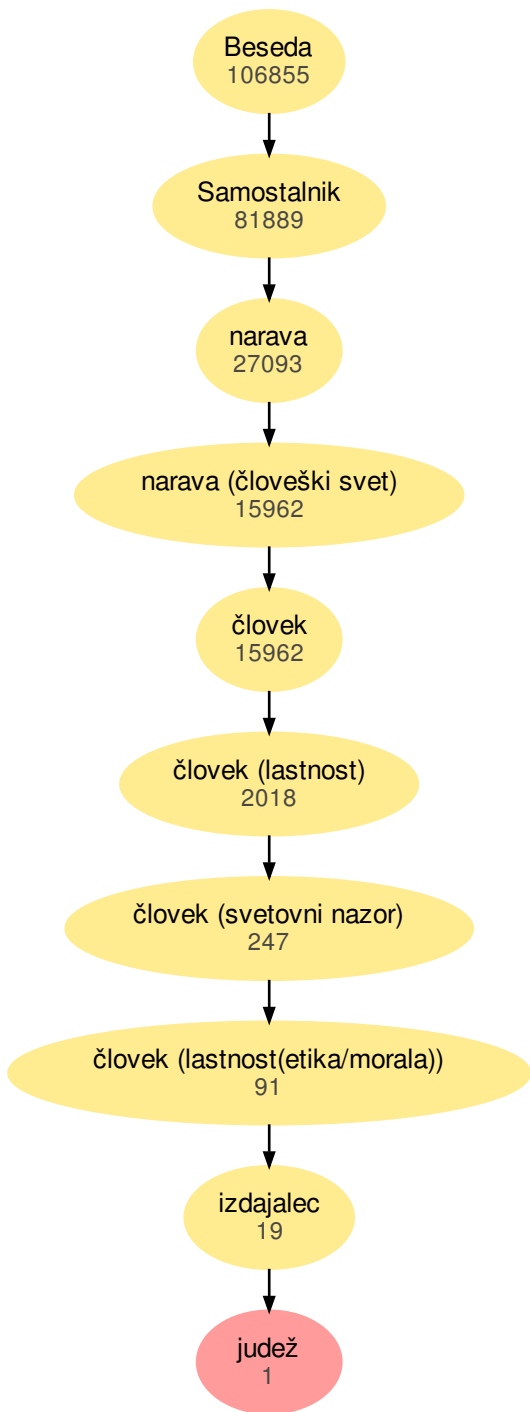 Beseda
106855
Samostalnik
81889
narava
27093
narava (človeški svet)
15962
človek
15962
človek (lastnost)
2018
človek (svetovni nazor)
247
človek (lastnost(etika/morala))
91
izdajalec
19
judež
1